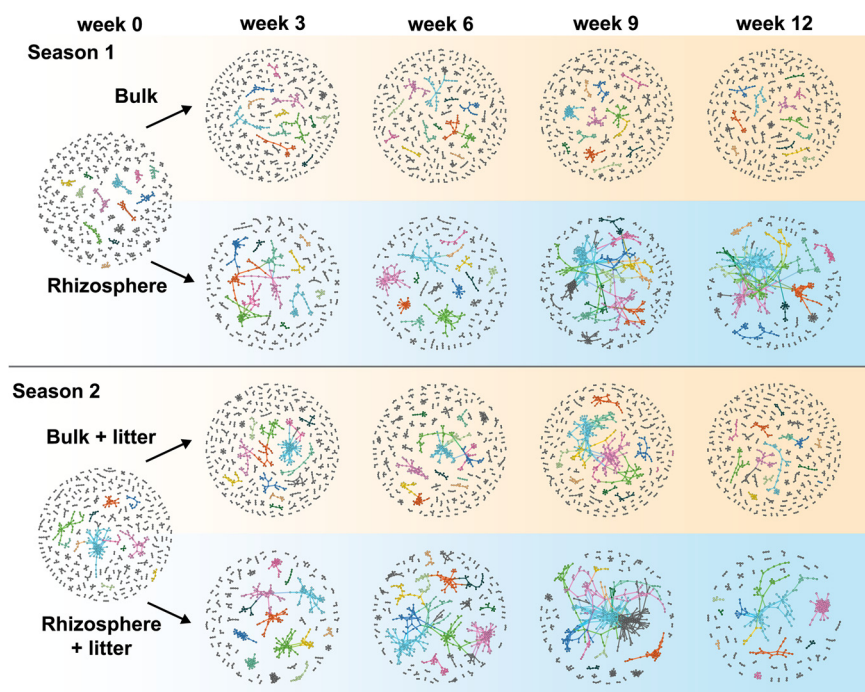 week 0 week 3 week 6 week 9 week 12
Season 1
Bulk
Rhizosphere
Season 2
Bulk + litter
Rhizosphere
+ litter